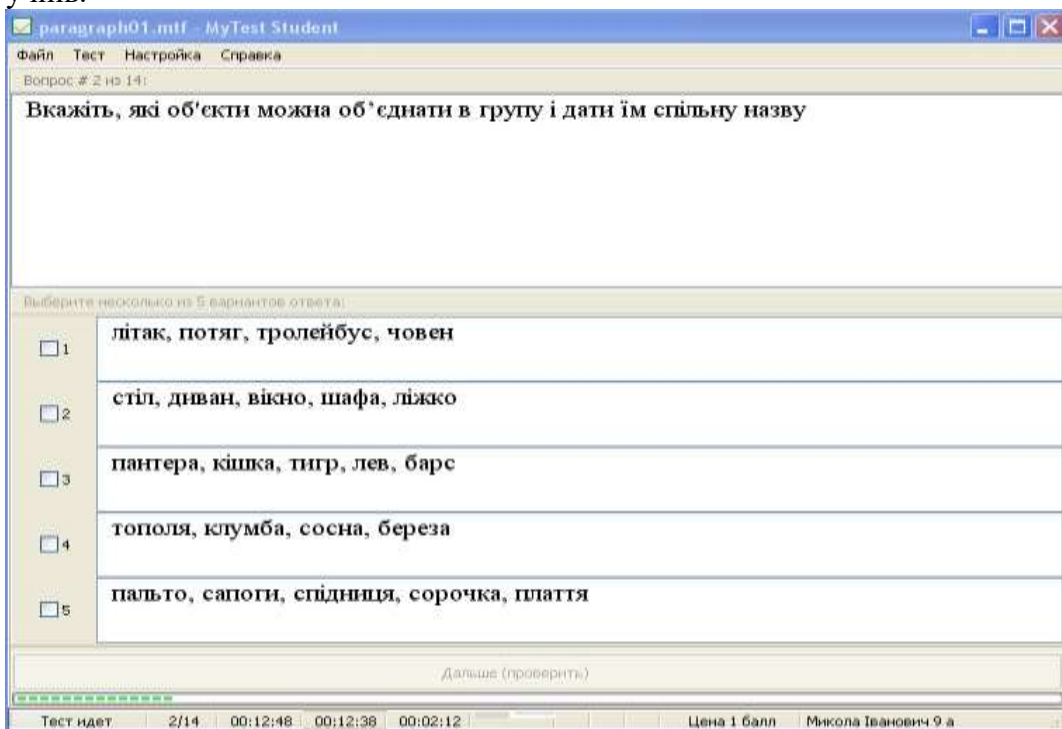 paragraph01.mtf - MyTest Student
Файл Тест Настройка Справка
Вопрос # 2 из 14:
Вкажіть, які об'єкти можна об'єднати в групу і дати їм спільну назву
Выберите несколько из 5 вариантов ответа:
1 літак, потяг, тролейбус, човен
2 стіл, диван, вікно, шафа, ліжко
3 пантера, кішка, тигр, лев, барс
4 тополя, клумба, сосна, береза
5 пальто, сапоги, спідниця, сорочка, плаття
Дальше (проверить)
Тест идет 2/14 00:12:48 00:12:38 00:02:12 Цена 1 балл Микола Іванович 9 а